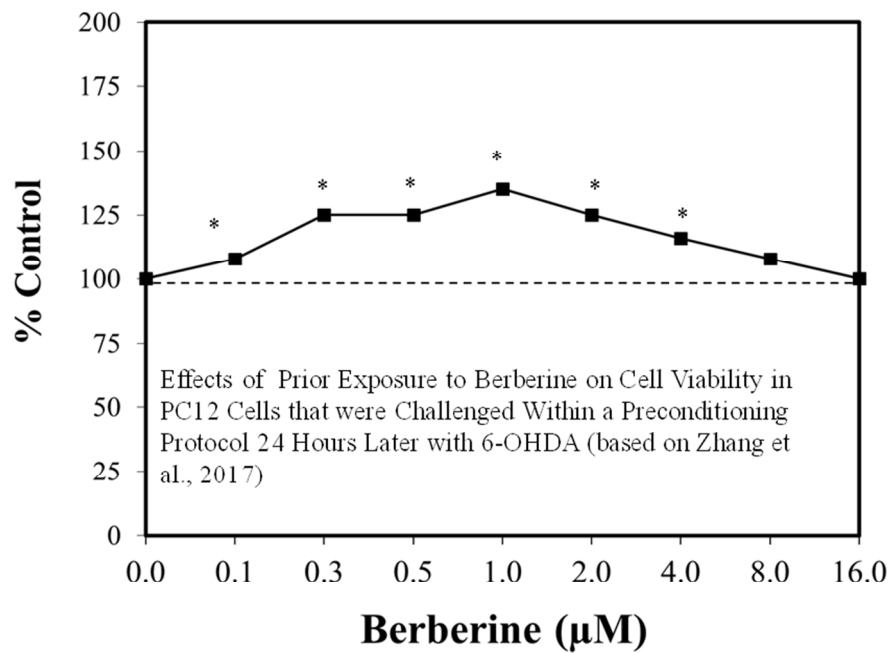 200
175
150
125
100
75
50
25
0
% Control
* * * * * * *
Effects of Prior Exposure to Berberine on Cell Viability in
PC12 Cells that were Challenged Within a Preconditioning
Protocol 24 Hours Later with 6-OHDA (based on Zhang et
al., 2017)
0.0 0.1 0.3 0.5 1.0 2.0 4.0 8.0 16.0
Berberine (μM)